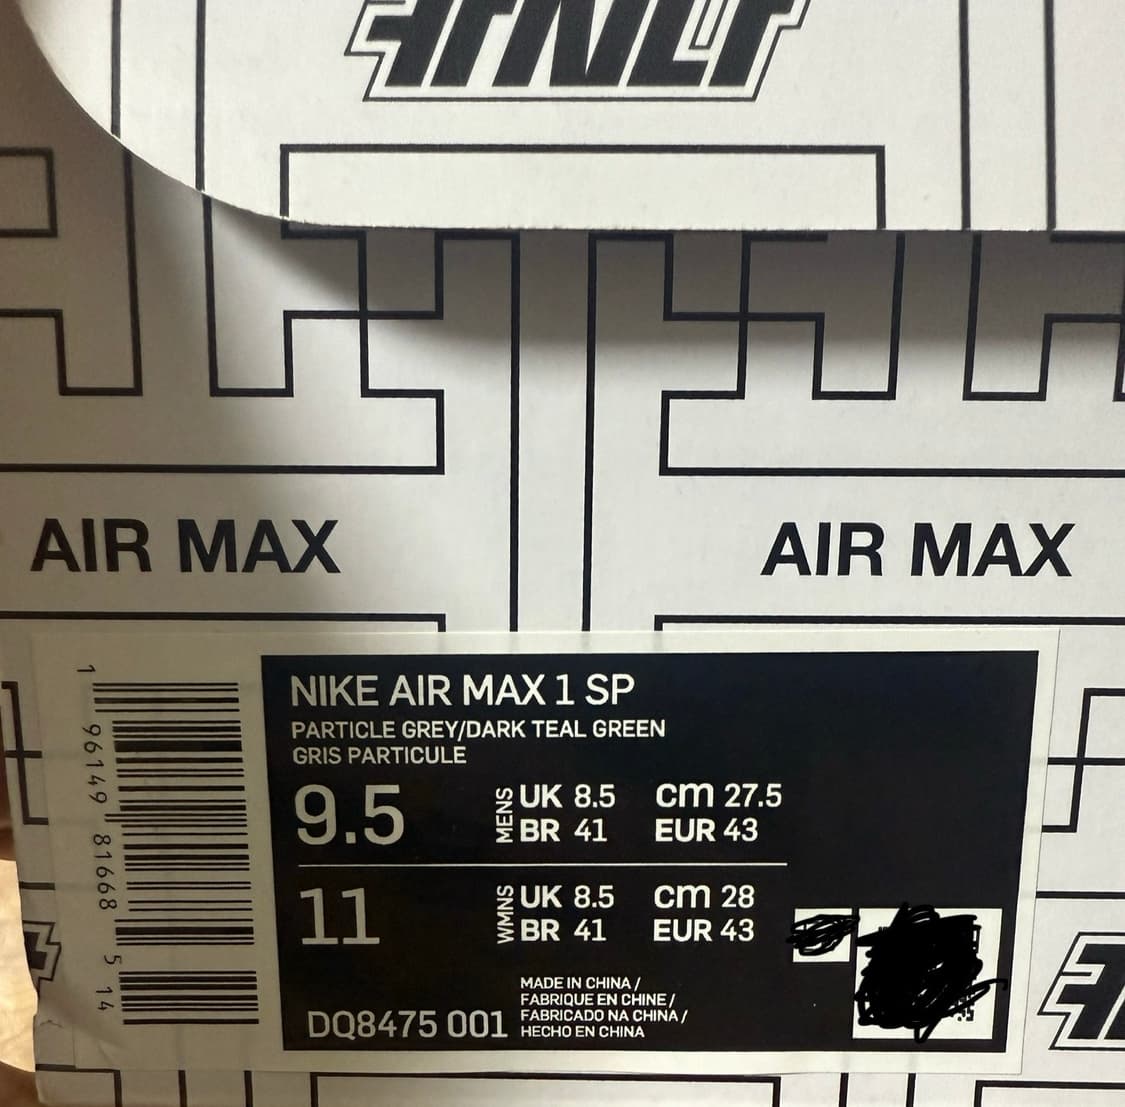 AIR MAX
AIR MAX
1 96149 81668 5 14
NIKE AIR MAX 1 SP
PARTICLE GREY/DARK TEAL GREEN
GRIS PARTICULE
9.5 MENS UK 8.5 cm 27.5
BR 41 EUR 43
11 WMNS UK 8.5 cm 28
BR 41 EUR 43
MADE IN CHINA /
FABRIQUE EN CHINE /
FABRICADO NA CHINA /
HECHO EN CHINA
DQ8475 001